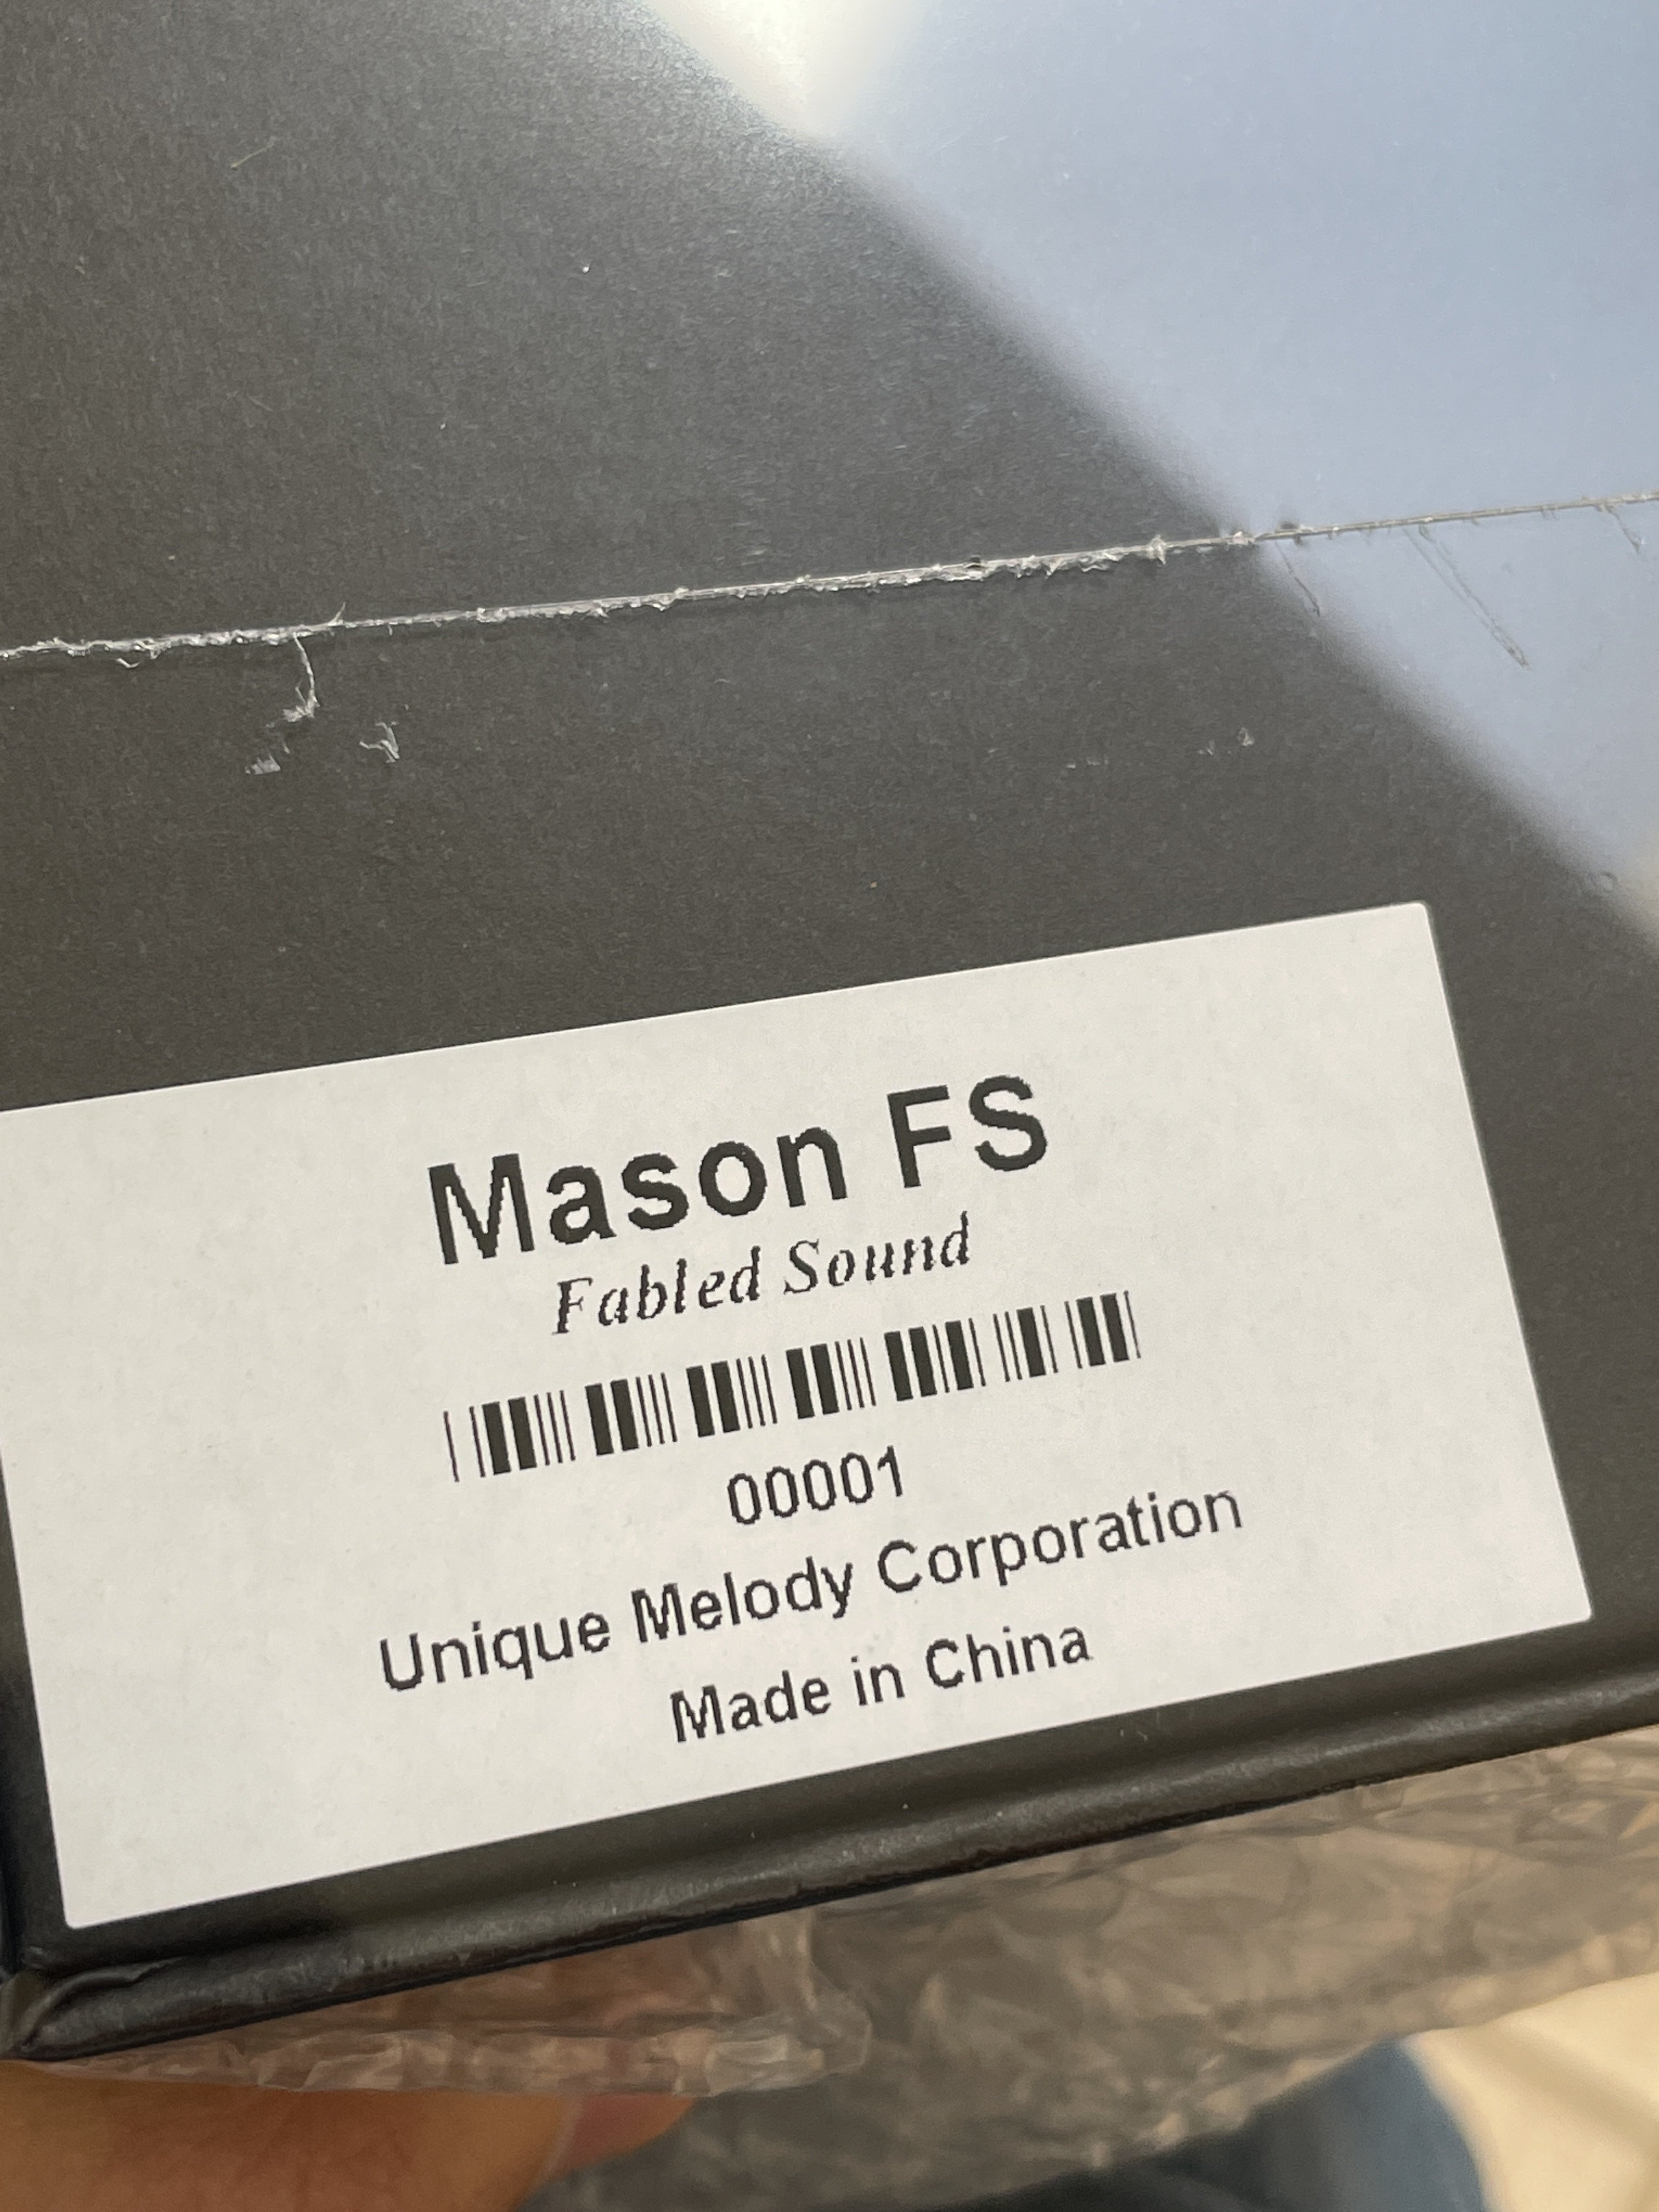 Mason FS
Fabled Sound
00001
Unique Melody Corporation
Made in China